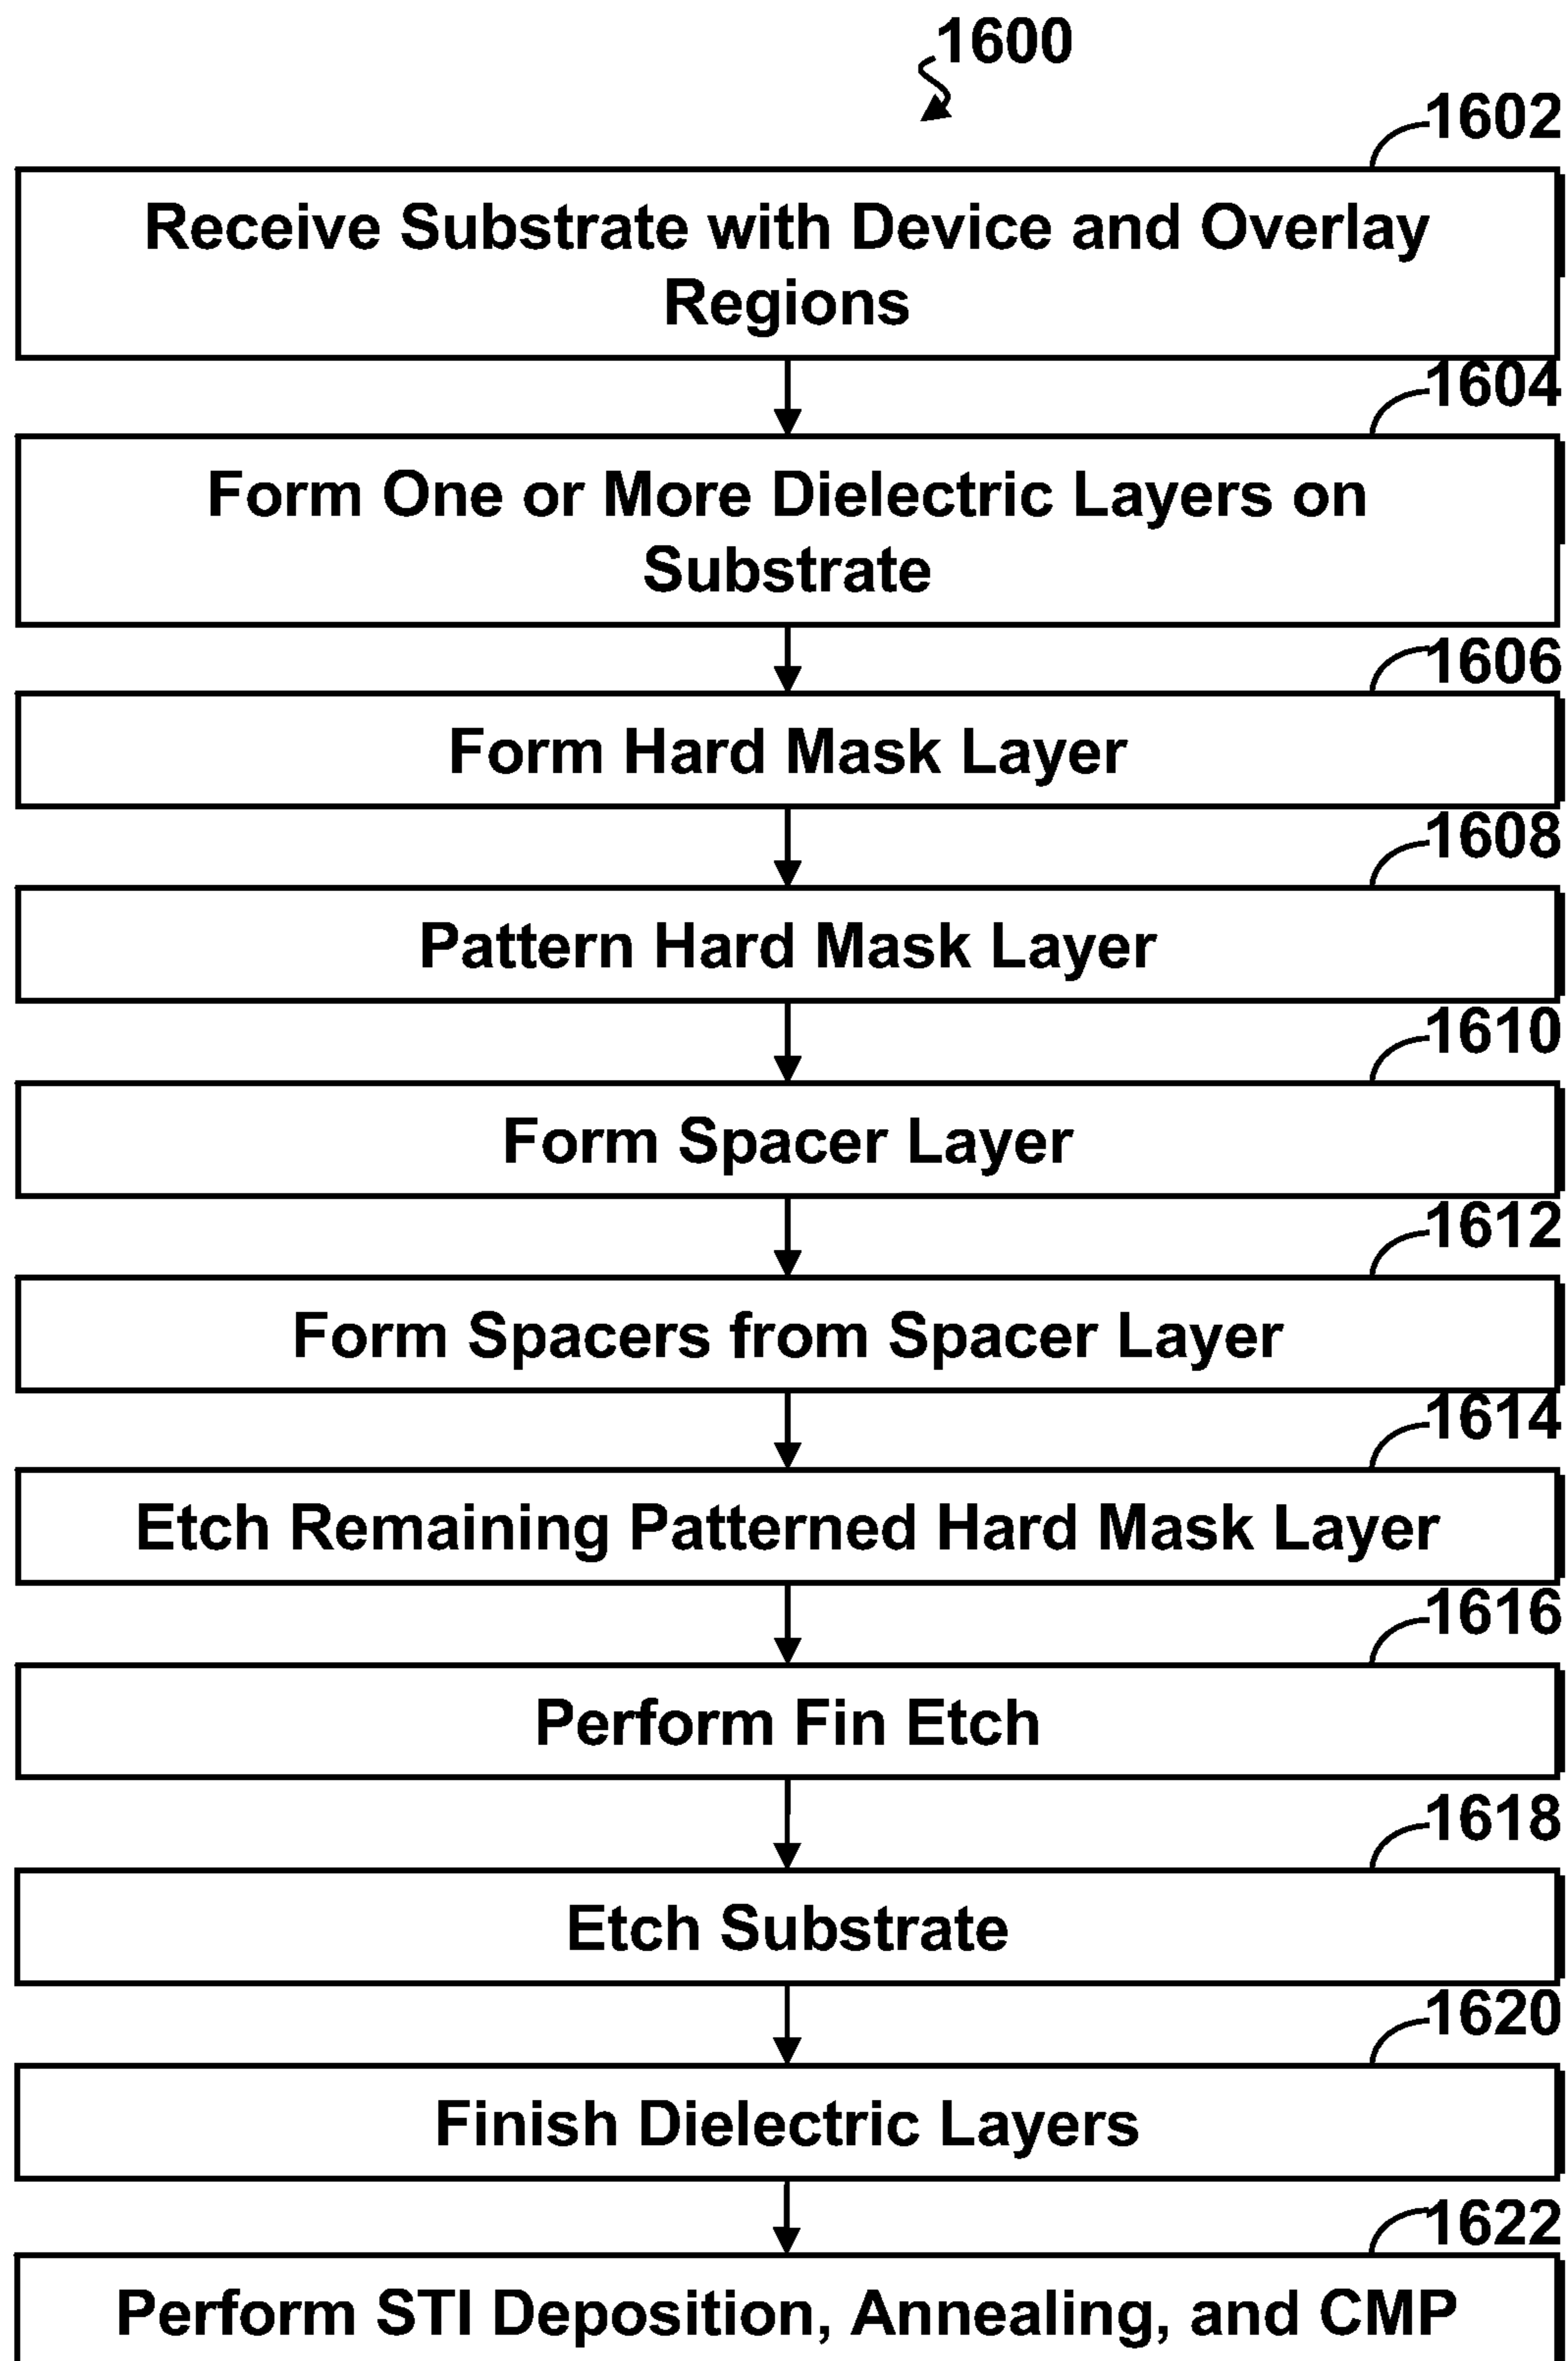 1600
1602
Receive Substrate with Device and Overlay
Regions
1604
Form One or More Dielectric Layers on
Substrate
1606
Form Hard Mask Layer
1608
Pattern Hard Mask Layer
1610
Form Spacer Layer
1612
Form Spacers from Spacer Layer
1614
Etch Remaining Patterned Hard Mask Layer
1616
Perform Fin Etch
1618
Etch Substrate
1620
Finish Dielectric Layers
1622
Perform STI Deposition, Annealing, and CMP